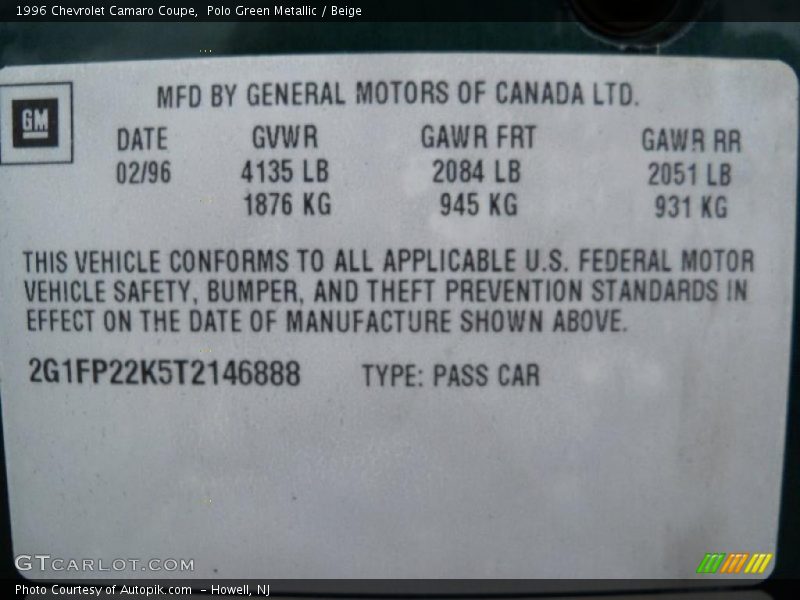 1996 Chevrolet Camaro Coupe,  Polo Green Metallic / Beige
MFD BY GENERAL MOTORS OF CANADA LTD.
GM
DATE GVWR GAWR FRT GAWR RR
02/96 4135 LB 2084 LB 2051 LB
1876 KG 945 KG 931 KG
THIS VEHICLE CONFORMS TO ALL APPLICABLE U.S. FEDERAL MOTOR
VEHICLE SAFETY, BUMPER, AND THEFT PREVENTION STANDARDS IN
EFFECT ON THE DATE OF MANUFACTURE SHOWN ABOVE.
2G1FP22K5T2146888 TYPE: PASS CAR
GTCARLOT.COM
Photo Courtesy of Autopik.com  – Howell, NJ